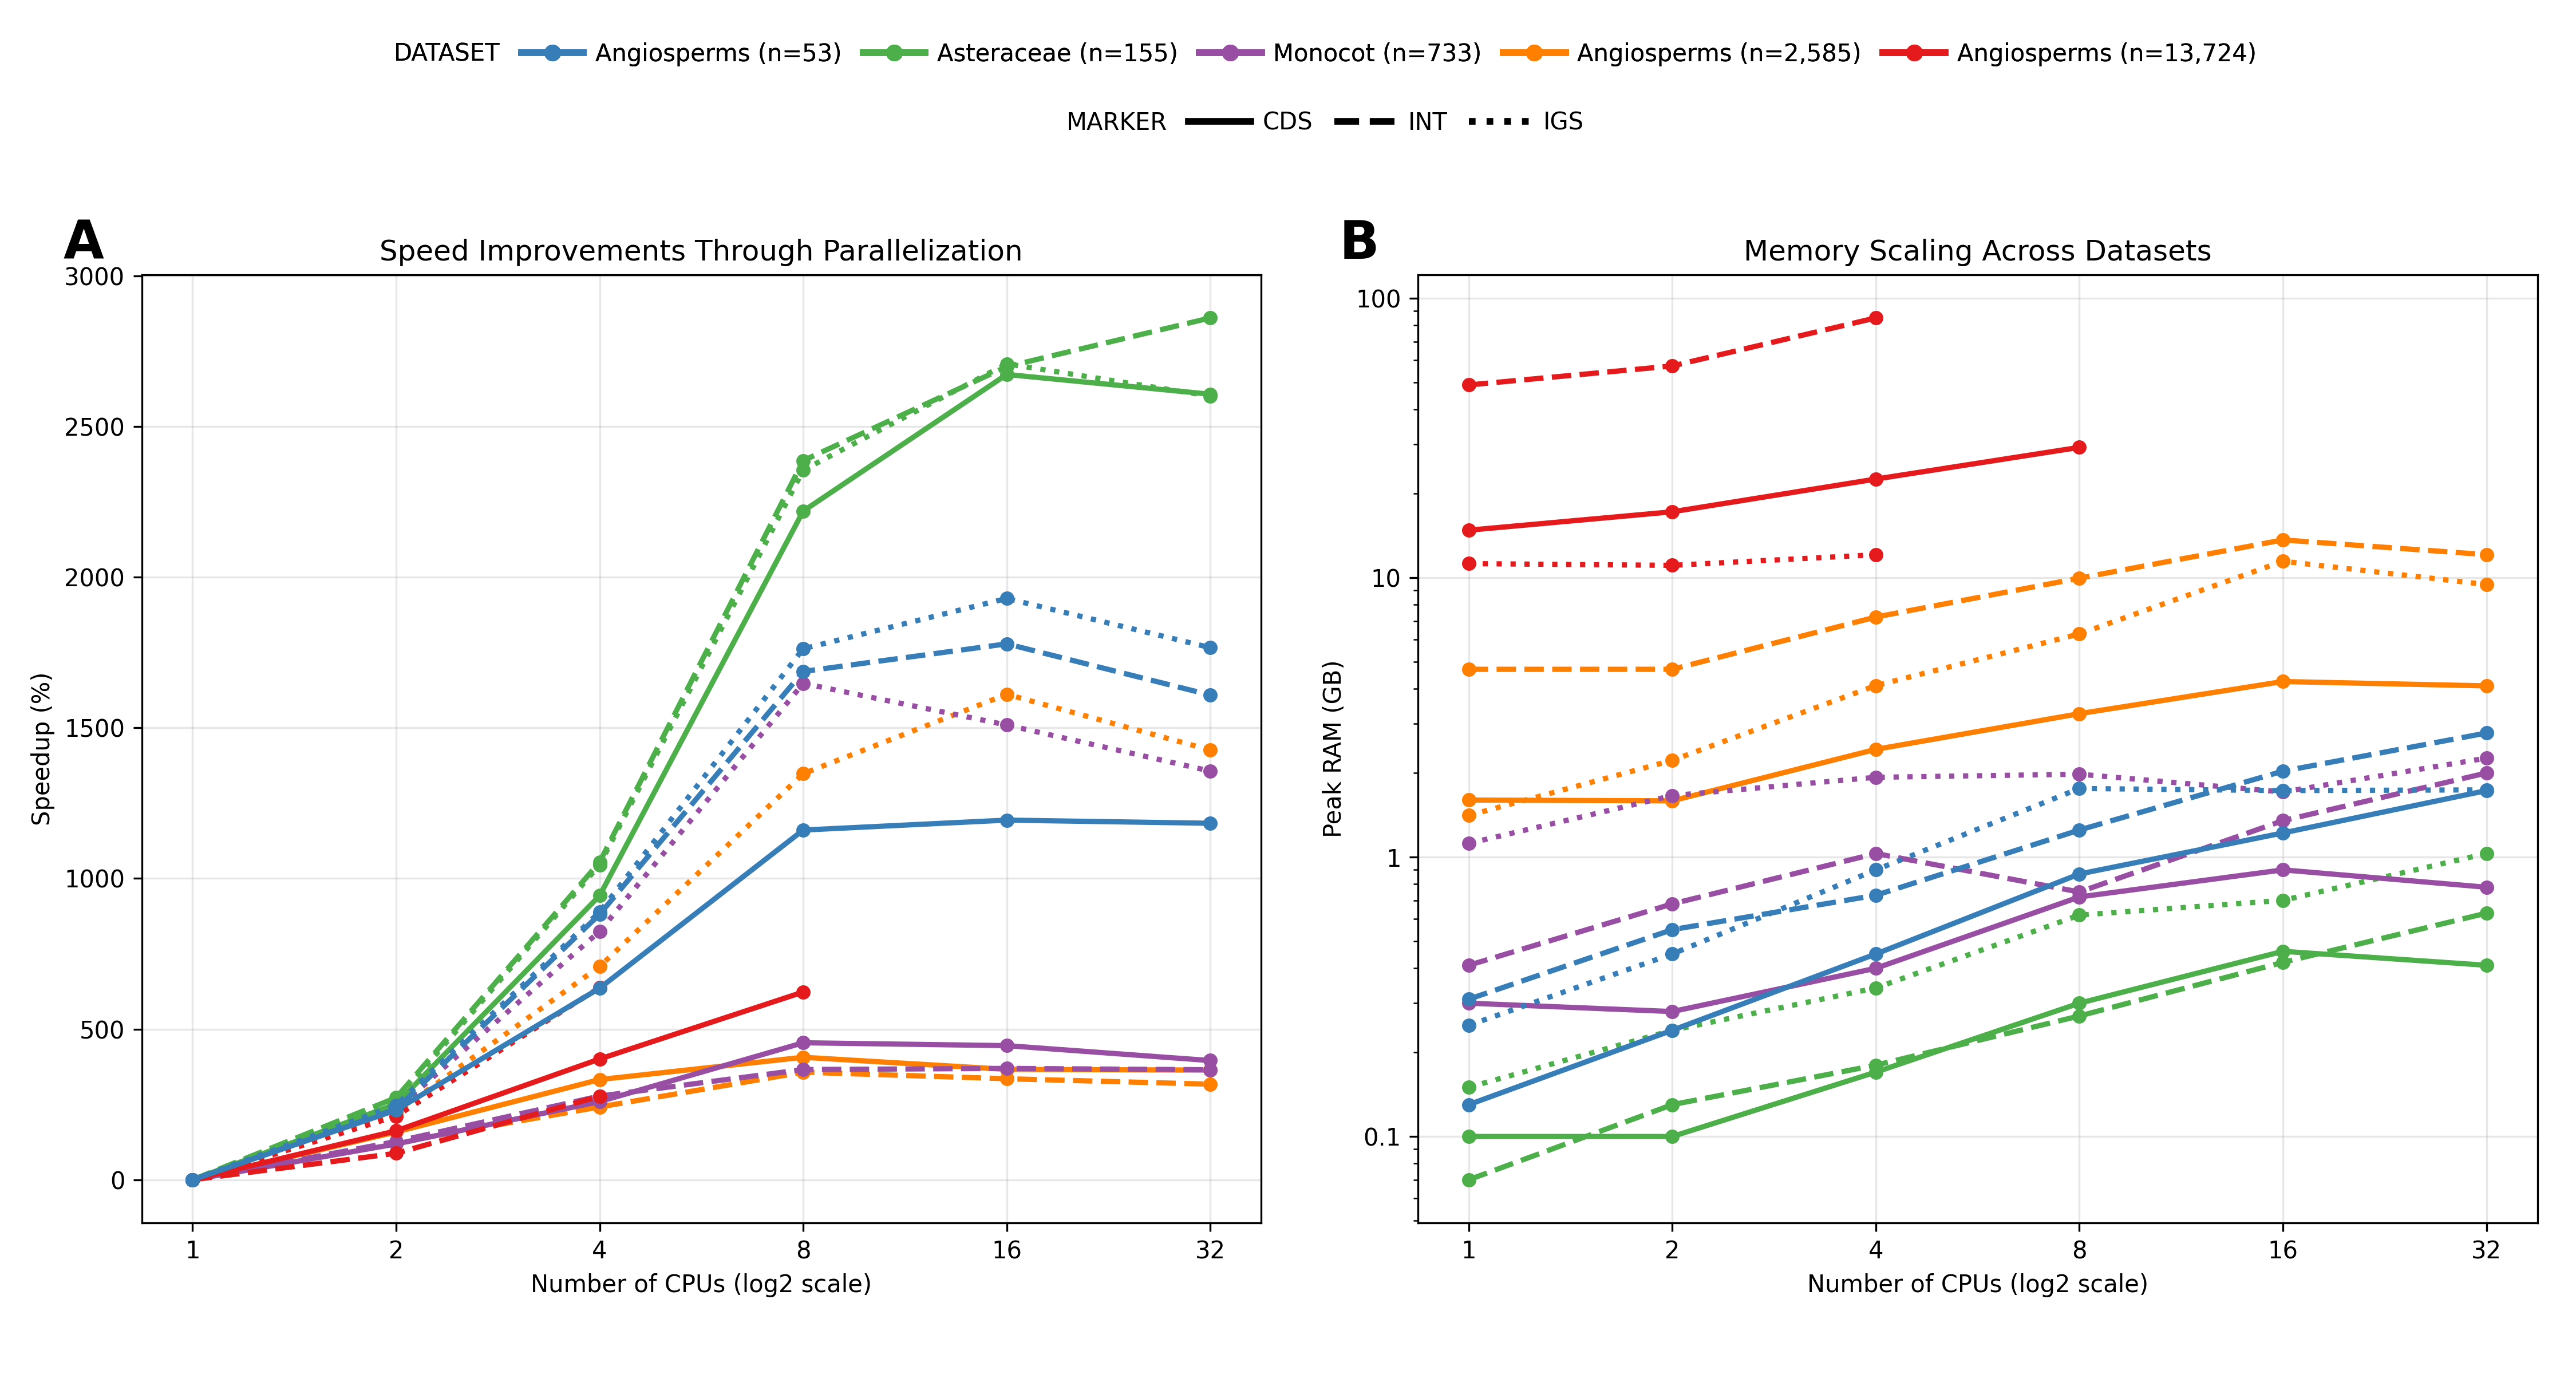 DATASET Angiosperms (n=53) Asteraceae (n=155) Monocot (n=733) Angiosperms (n=2,585) Angiosperms (n=13,724)
MARKER CDS INT IGS
A
Speed Improvements Through Parallelization
3000
2500
2000
1500
1000
500
0
Speedup (%)
1 2 4 8 16 32
Number of CPUs (log2 scale)
B
Memory Scaling Across Datasets
100
10
1
0.1
Peak RAM (GB)
1 2 4 8 16 32
Number of CPUs (log2 scale)